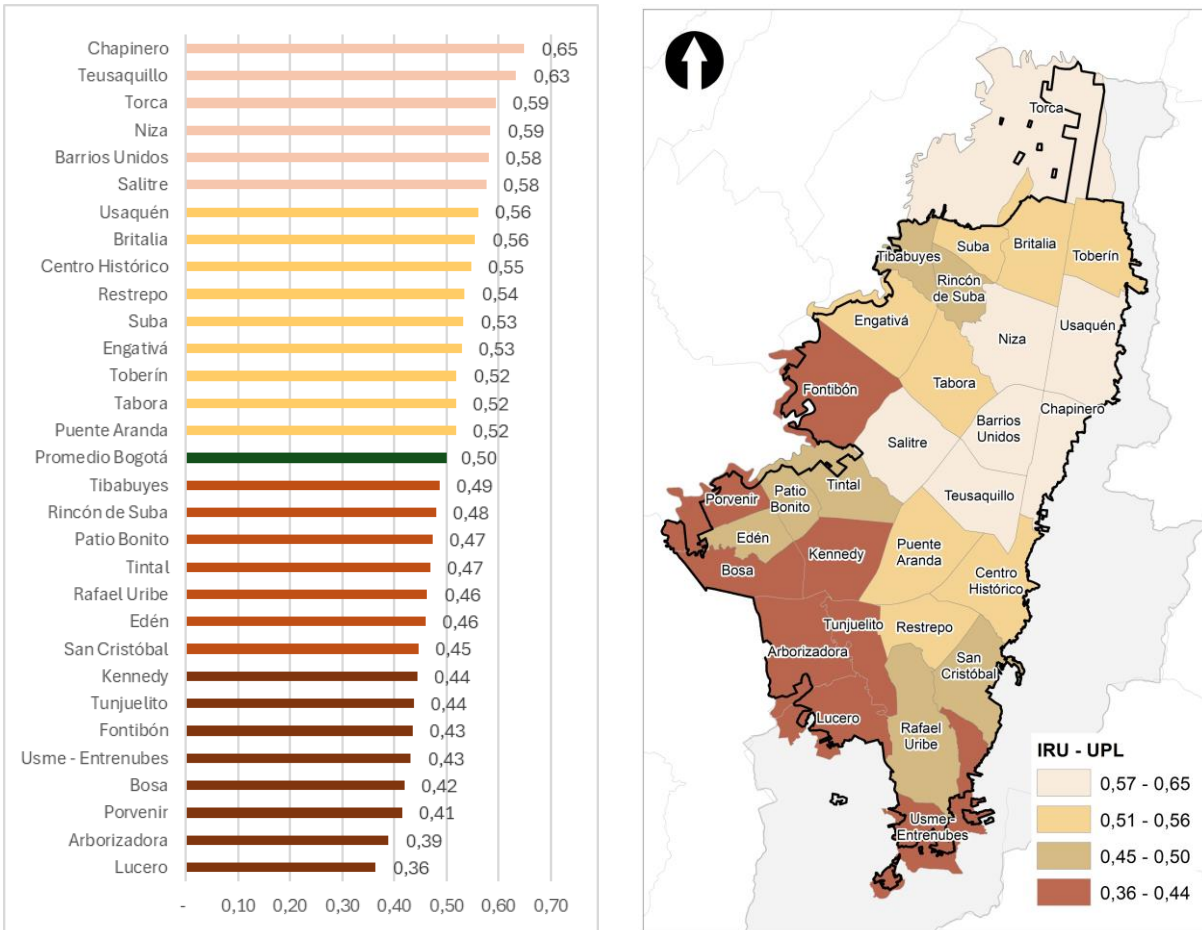 Chapinero 0,65
Teusaquillo 0,63
Torca 0,59
Niza 0,59
Barrios Unidos 0,58
Salitre 0,58
Usaquén 0,56
Britalia 0,56
Centro Histórico 0,55
Restrepo 0,54
Suba 0,53
Engativá 0,53
Toberín 0,52
Tabora 0,52
Puente Aranda 0,52
Promedio Bogotá 0,50
Tibabuyes 0,49
Rincón de Suba 0,48
Patio Bonito 0,47
Tintal 0,47
Rafael Uribe 0,46
Edén 0,46
San Cristóbal 0,45
Kennedy 0,44
Tunjuelito 0,44
Fontibón 0,43
Usme - Entrenubes 0,43
Bosa 0,42
Porvenir 0,41
Arborizadora 0,39
Lucero 0,36
- 0,10 0,20 0,30 0,40 0,50 0,60 0,70
Torca
Suba
Britalia
Toberín
Tibabuyes
Rincón
de Suba
Engativá
Niza
Usaquén
Fontibón
Tabora
Chapinero
Barrios
Unidos
Salitre
Teusaquillo
Porvenir
Patio
Bonito
Tintal
Edén
Kennedy
Puente
Aranda
Bosa
Centro
Histórico
Tunjuelito
Restrepo
Arborizadora
San
Cristóbal
Lucero
Rafael
Uribe
Usme -
Entrenubes
IRU - UPL
0,57 - 0,65
0,51 - 0,56
0,45 - 0,50
0,36 - 0,44